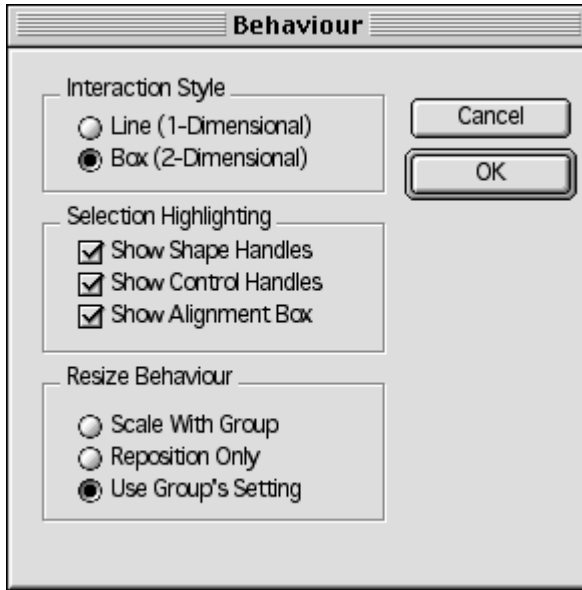 Behaviour
Interaction Style
Line (1-Dimensional)
Box (2-Dimensional)
Cancel
OK
Selection Highlighting
Show Shape Handles
Show Control Handles
Show Alignment Box
Resize Behaviour
Scale With Group
Reposition Only
Use Group's Setting